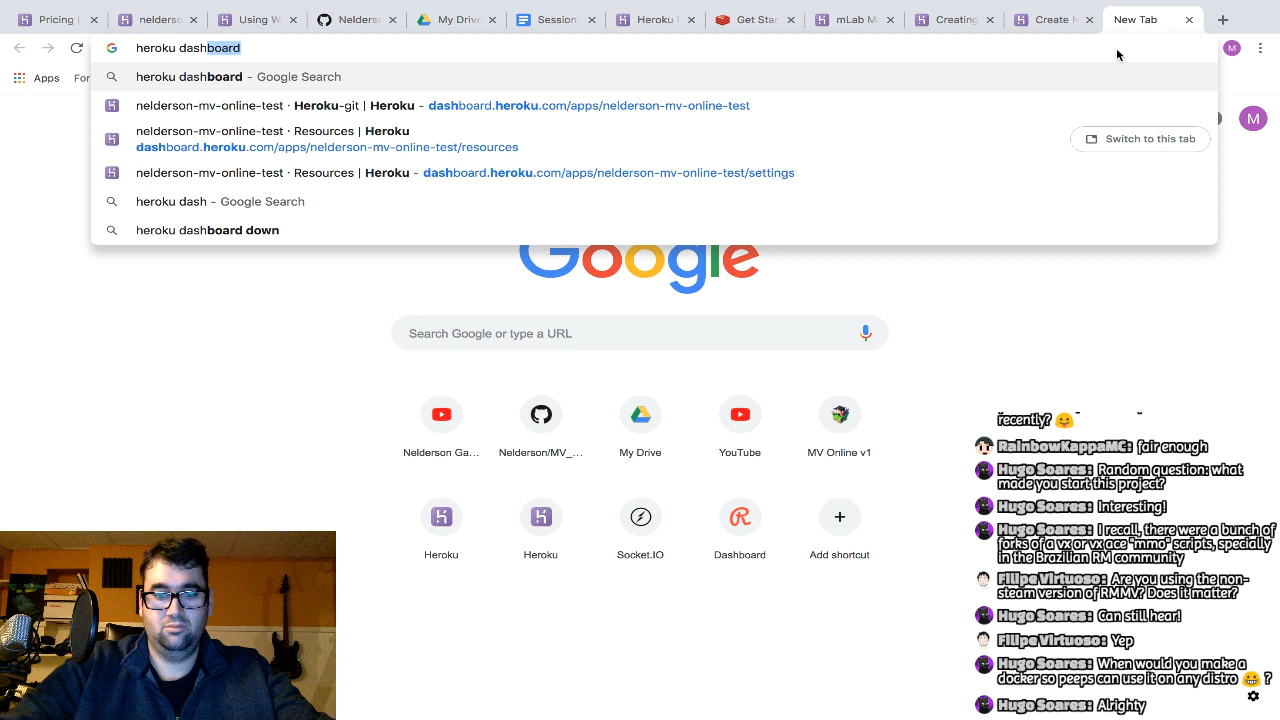 Pricing
nelders
Using W
Nelders
My Drive
Session
Heroku
Get Sta
mLab M
Creating
Create N
New Tab
heroku dashboard
M
Apps
For
heroku dashboard - Google Search
nelderson-mv-online-test · Heroku-git | Heroku - dashboard.heroku.com/apps/nelderson-mv-online-test
nelderson-mv-online-test · Resources | Heroku
dashboard.heroku.com/apps/nelderson-mv-online-test/resources
Switch to this tab
nelderson-mv-online-test · Resources | Heroku - dashboard.heroku.com/apps/nelderson-mv-online-test/settings
heroku dash - Google Search
heroku dashboard down
M
Google
Search Google or type a URL
Nelderson Ga...
Nelderson/MV_...
My Drive
YouTube
MV Online v1
Heroku
Heroku
Socket.IO
Dashboard
Add shortcut
recently? 🙂
RainbowKappaMC: fair enough
Hugo Soares: Random question: what
made you start this project?
Hugo Soares: Interesting!
Hugo Soares: I recall, there were a bunch of
forks of a vx or vx ace "mmo" scripts, specially
in the Brazilian RM community
Filipe Virtuoso: Are you using the non-
steam version of RMMV? Does it matter?
Hugo Soares: Can still hear!
Filipe Virtuoso: Yep
Hugo Soares: When would you make a
docker so peeps can use it on any distro 😀 ?
Hugo Soares: Alrighty